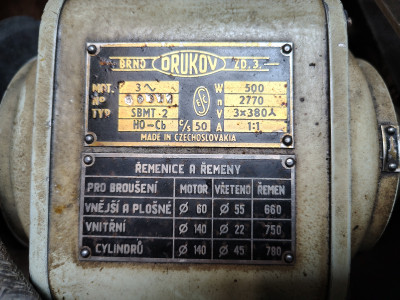 BRNO DRUKOV ZD.3
MOT. 3~ W 500
No n 2770
TYP SBMT-2 V 3×380 Y
HO-Cb c/s 50 A 1:1
ESČ
MADE IN CZECHOSLOVAKIA
ŘEMENICE A ŘEMENY
PRO BROUŠENÍ MOTOR VŘETENO ŘEMEN
VNĚJŠÍ A PLOŠNÉ ø 60 ø 55 660
VNITŘNÍ ø 140 ø 22 750
CYLINDRŮ ø 140 ø 45 780